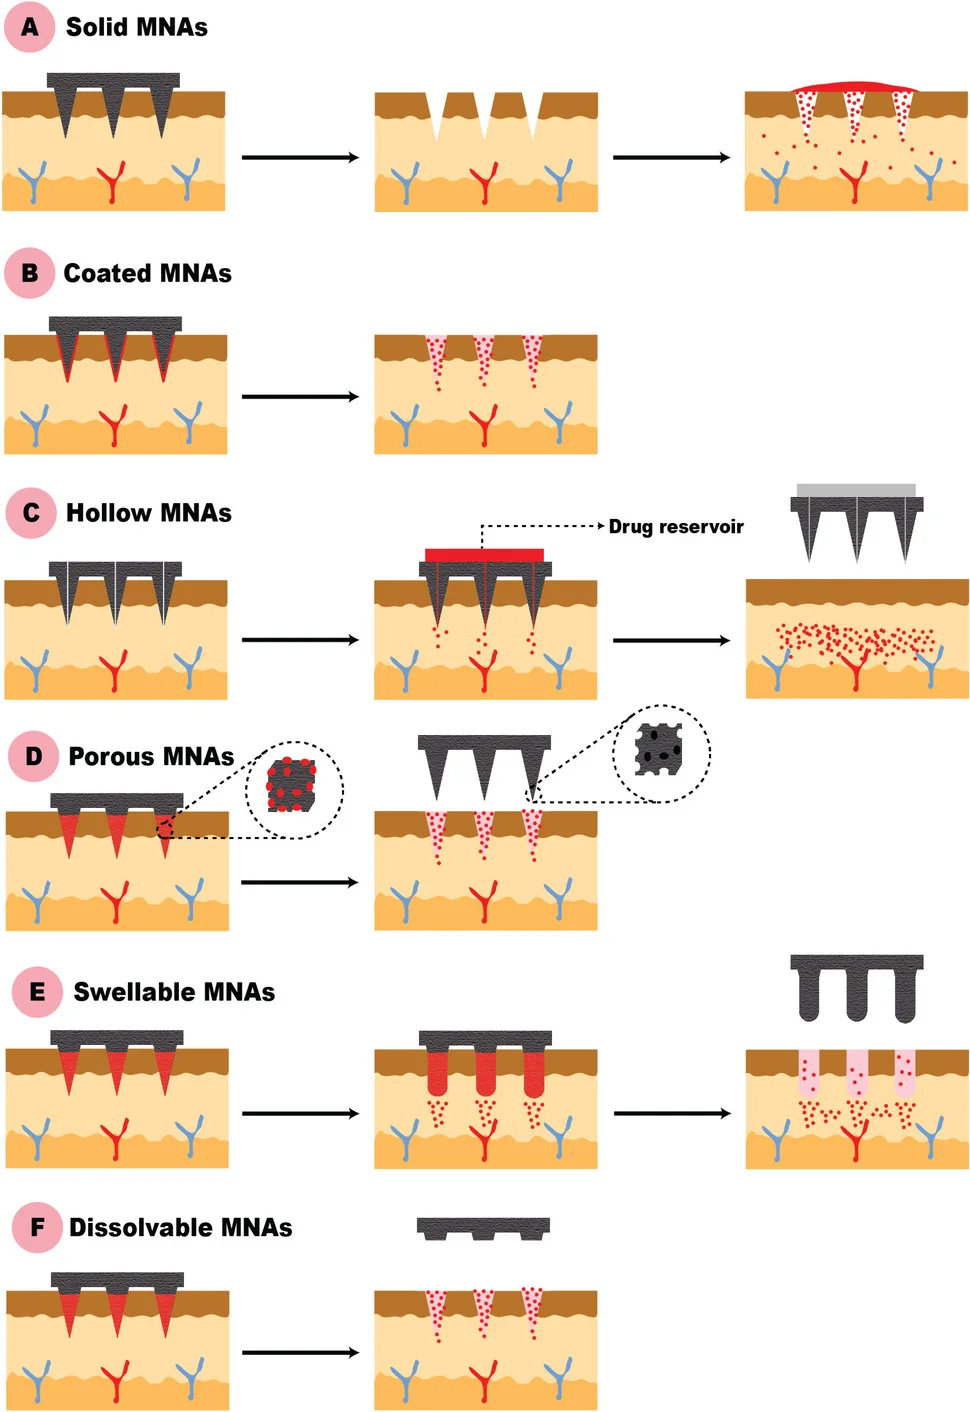 A Solid MNAs
B Coated MNAs
C Hollow MNAs
Drug reservoir
D Porous MNAs
E Swellable MNAs
F Dissolvable MNAs